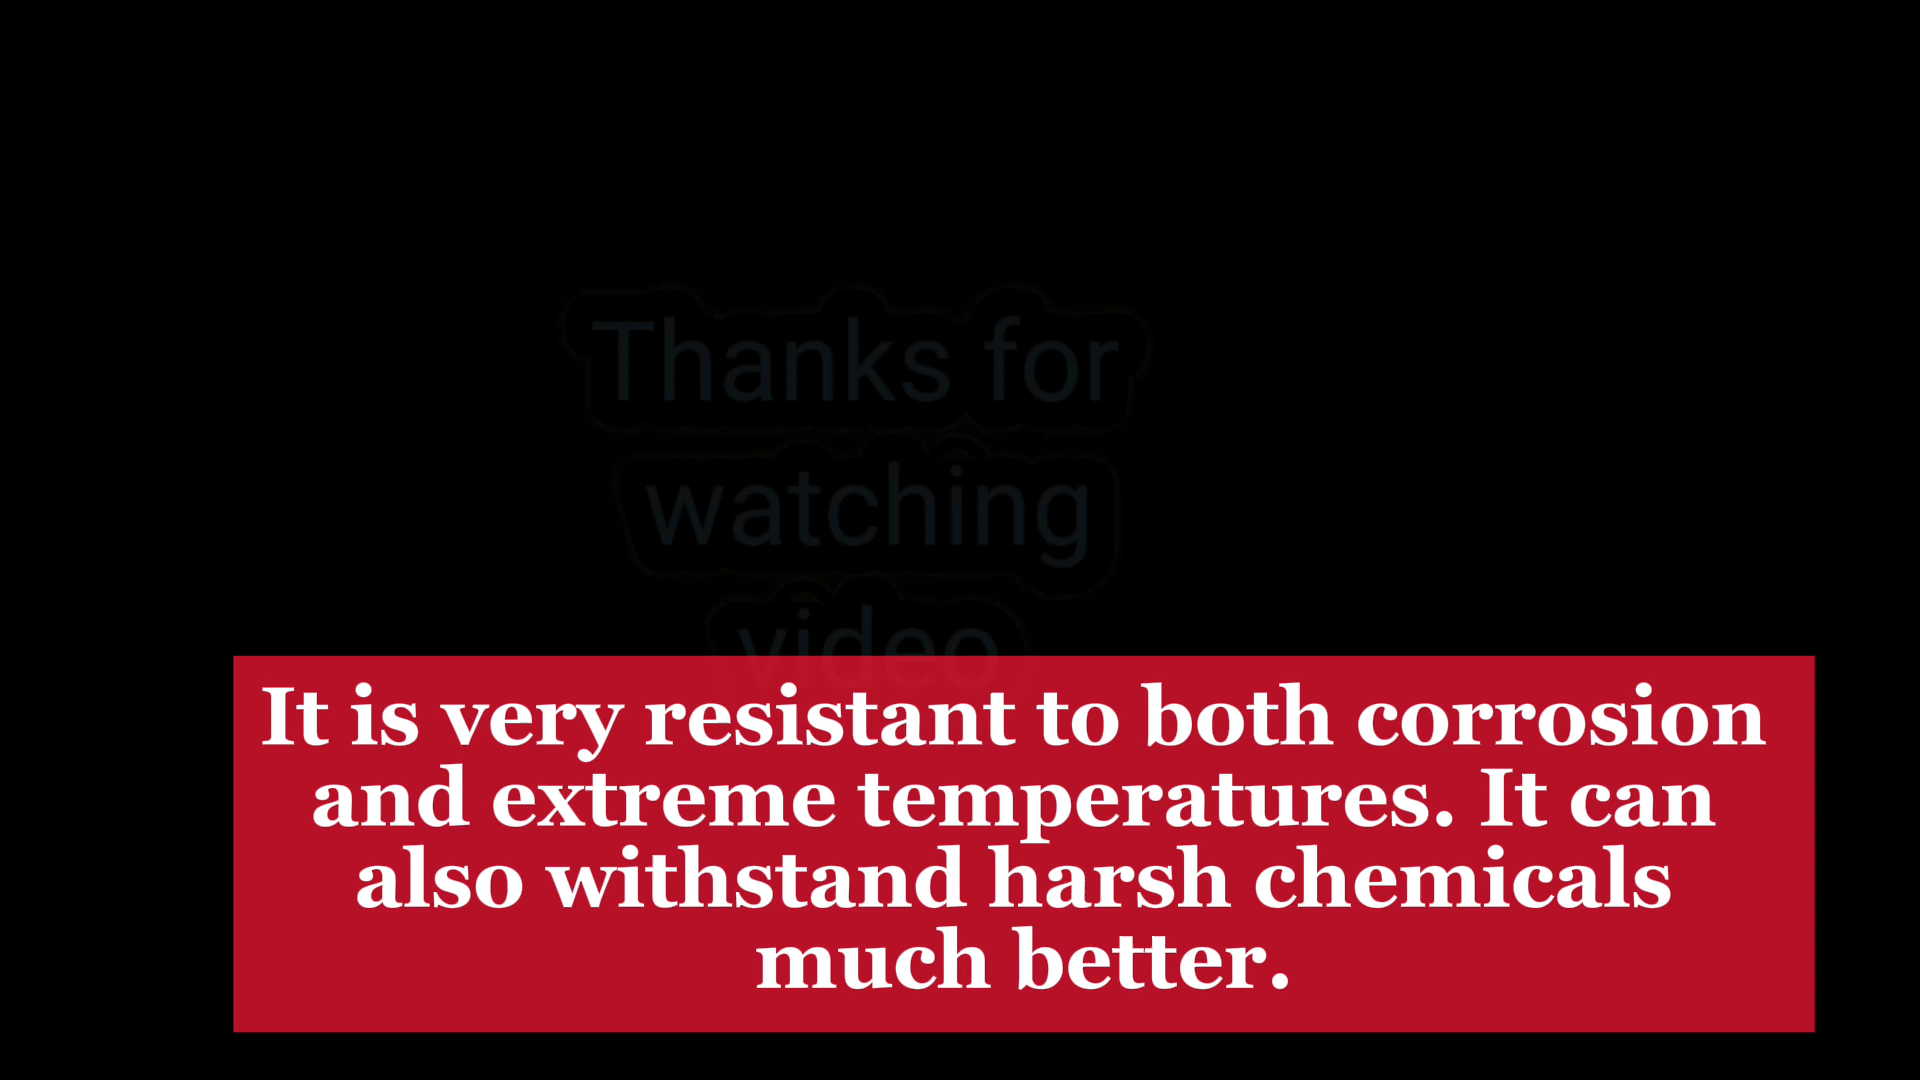 Thanks for
watching
video
It is very resistant to both corrosion
and extreme temperatures. It can
also withstand harsh chemicals
much better.